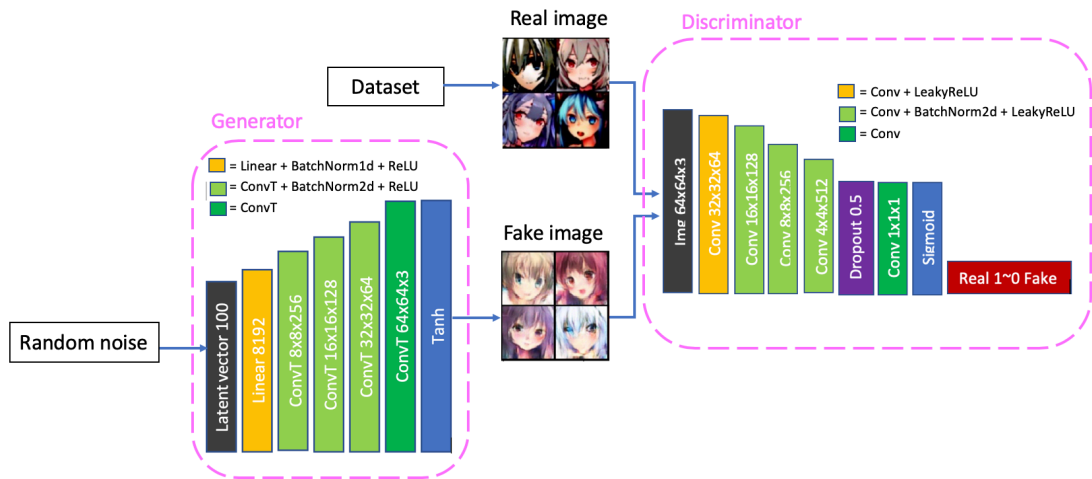 Real image
Discriminator
Dataset
= Conv + LeakyReLU
= Conv + BatchNorm2d + LeakyReLU
= Conv
Generator
= Linear + BatchNorm1d + ReLU
= ConvT + BatchNorm2d + ReLU
= ConvT
Img 64x64x3
Conv 32x32x64
Conv 16x16x128
Conv 8x8x256
Conv 4x4x512
Dropout 0.5
Conv 1x1x1
Sigmoid
Real 1~0 Fake
Fake image
Random noise
Latent vector 100
Linear 8192
ConvT 8x8x256
ConvT 16x16x128
ConvT 32x32x64
ConvT 64x64x3
Tanh